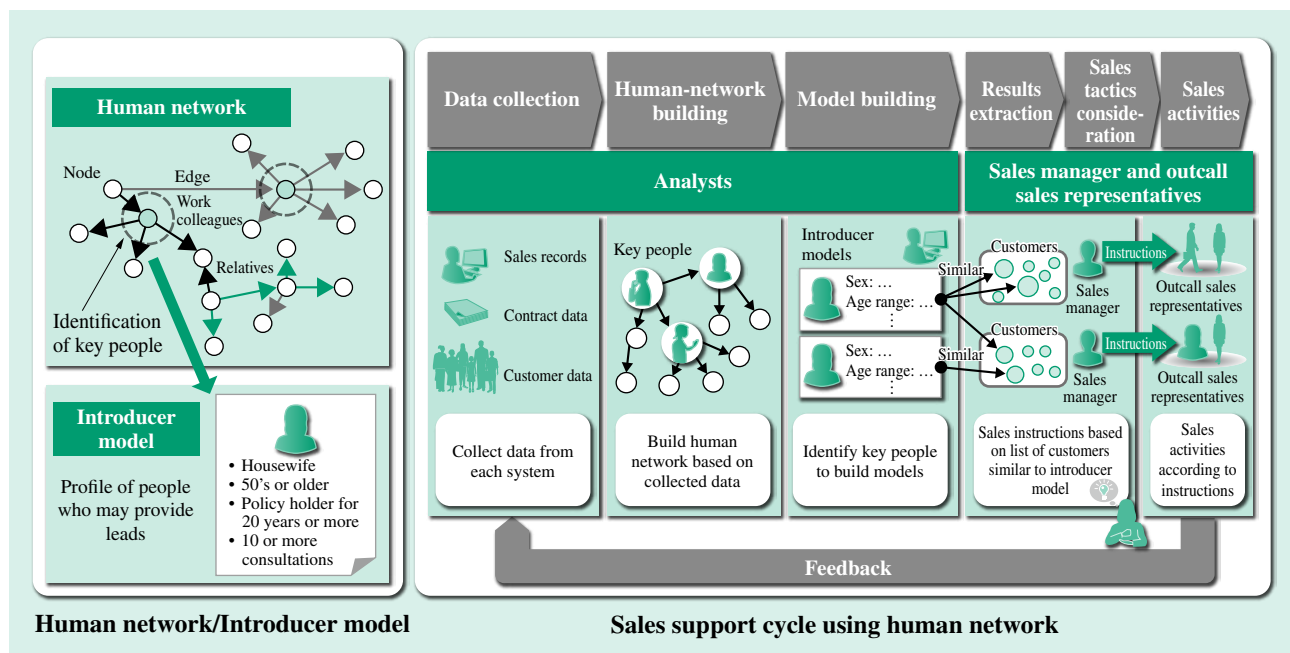 Human network
Node
Edge
Work
colleagues
Relatives
Identification
of key people
Introducer
model
Profile of people
who may provide
leads
• Housewife
• 50's or older
• Policy holder for
20 years or more
• 10 or more
consultations
Human network/Introducer model
Data collection
Human-network
building
Model building
Results
extraction
Sales
tactics
conside-
ration
Sales
activities
Analysts
Sales manager and outcall
sales representatives
Sales records
Contract data
Customer data
Collect data from
each system
Key people
Build human
network based on
collected data
Introducer
models
Sex: …
Age range: …
⋮
Sex: …
Age range: …
⋮
Identify key people
to build models
Similar
Similar
Customers
Sales
manager
Customers
Sales
manager
Sales instructions based
on list of customers
similar to introducer
model
Instructions
Outcall sales
representatives
Instructions
Outcall sales
representatives
Sales
activities
according to
instructions
Feedback
Sales support cycle using human network